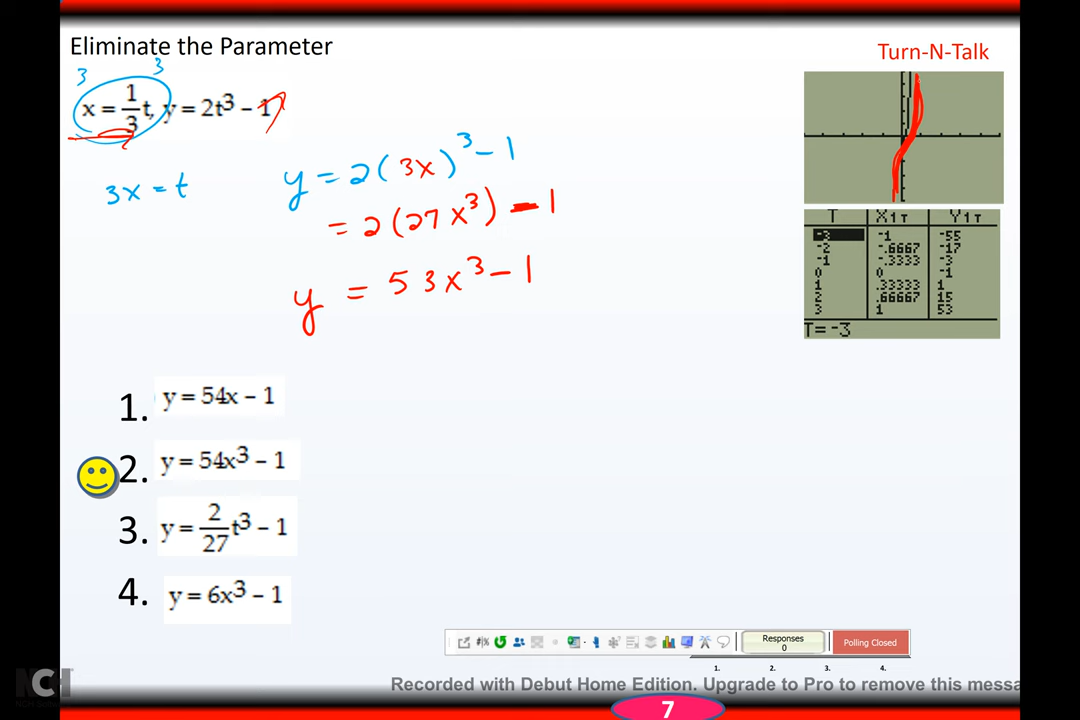 Eliminate the Parameter
Turn-N-Talk
3 3
x = 1/3 t, y = 2t³ − 1
3x = t
y = 2(3x)³ − 1
= 2(27x³) − 1
y = 53x³ − 1
T X1T Y1T
-3 -1 -55
-2 -.6667 -17
-1 -.3333 -3
0 0 -1
1 .33333 1
2 .66667 15
3 1 53
T=-3
1. y = 54x − 1
2. y = 54x³ − 1
3. y = 2/27 t³ − 1
4. y = 6x³ − 1
Responses
0
Polling Closed
1. 2. 3. 4.
NCH
Recorded with Debut Home Edition. Upgrade to Pro to remove this messa
7